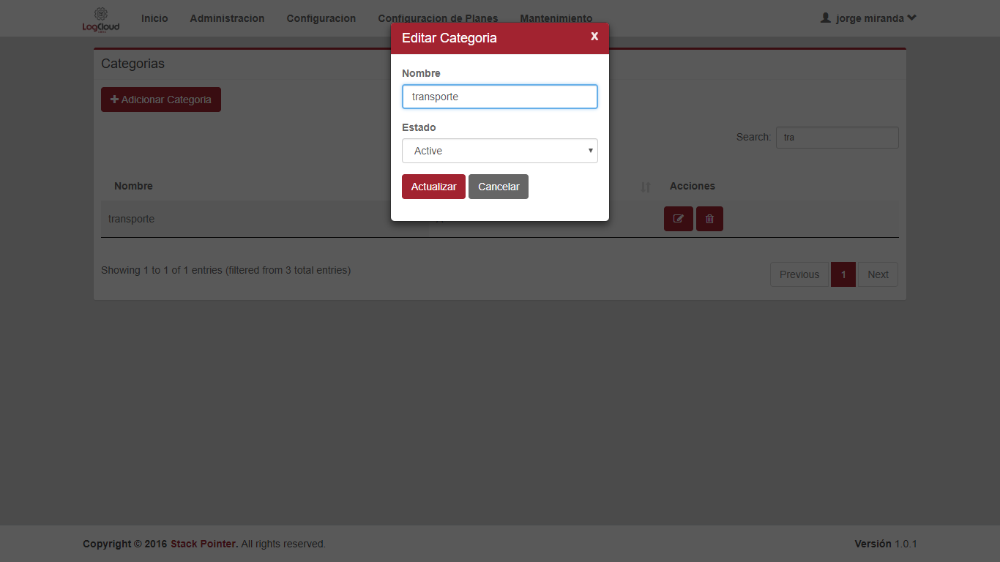 LogCloud
Inicio
Administracion
Configuracion
Configuracion de Planes
Mantenimiento
jorge miranda
Editar Categoria
X
Nombre
transporte
Estado
Active
Actualizar
Cancelar
Categorias
Adicionar Categoria
Search: tra
Nombre
Acciones
transporte
Showing 1 to 1 of 1 entries (filtered from 3 total entries)
Previous
1
Next
Copyright © 2016 Stack Pointer. All rights reserved.
Versión 1.0.1